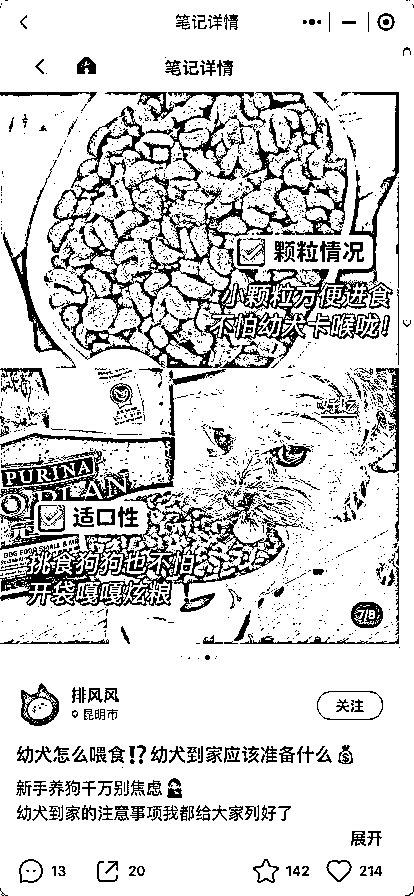 笔记详情
笔记详情
颗粒情况
小颗粒方便进食
不怕幼犬卡喉咙!
PURINA
PRO PLAN
适口性
挑食狗狗也不怕
开袋嘎嘎炫粮
7/8
排风风
昆明市
关注
幼犬怎么喂食⁉️幼犬到家应该准备什么💰
新手养狗千万别焦虑
幼犬到家的注意事项我都给大家列好了
展开
13
20
142
214